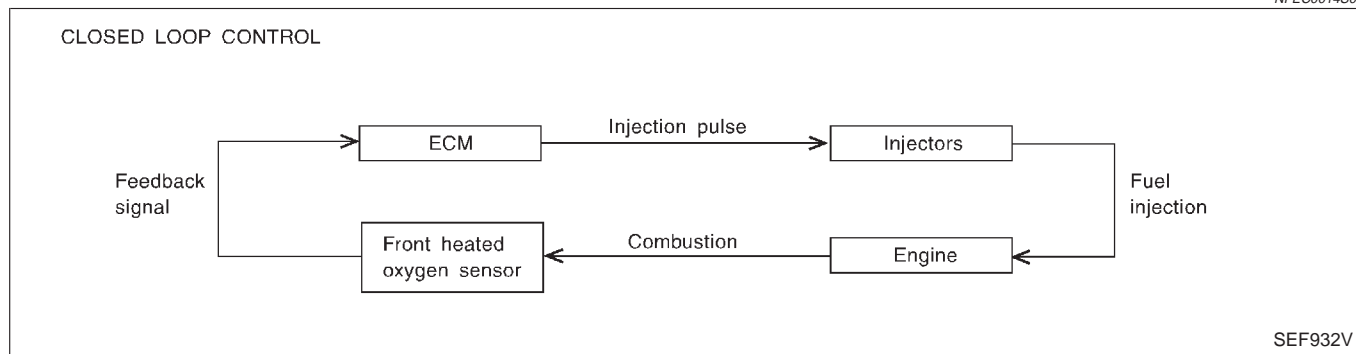 CLOSED LOOP CONTROL
ECM
Injection pulse
Injectors
Feedback
signal
Fuel
injection
Front heated
oxygen sensor
Combustion
Engine
SEF932V